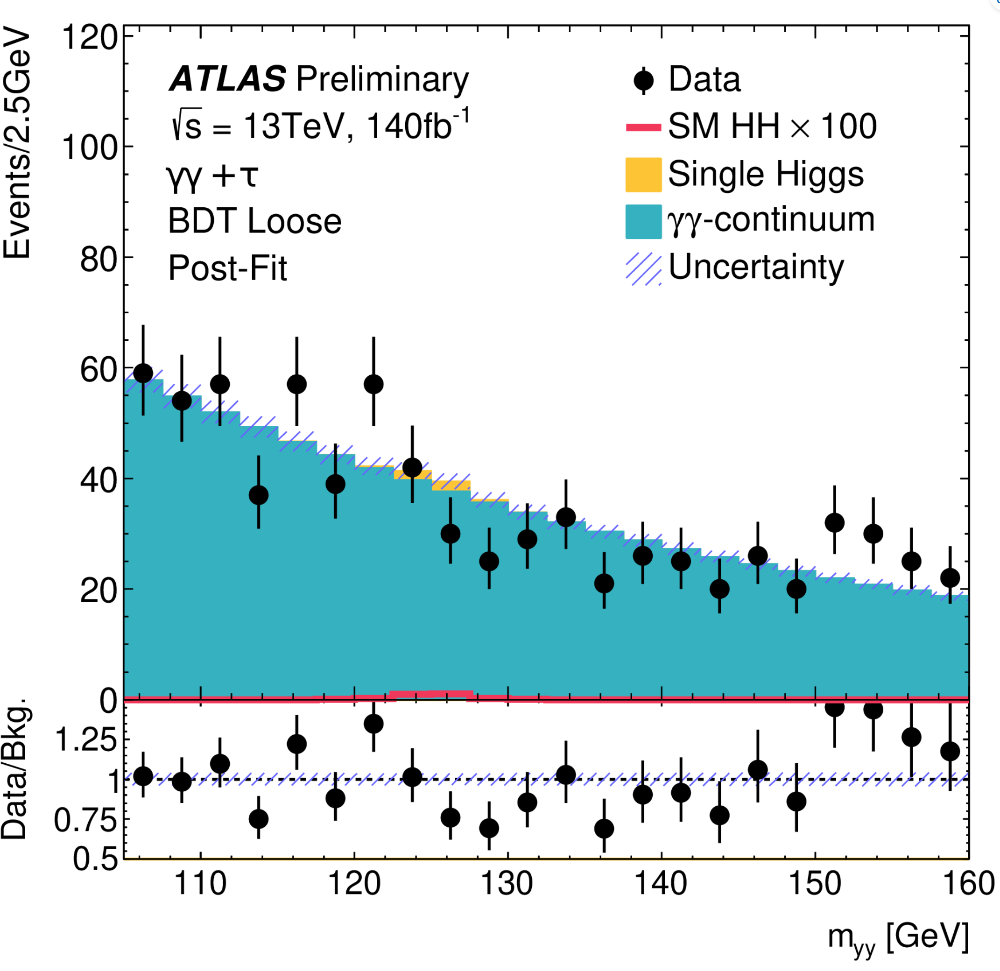 Events/2.5GeV
120
100
80
60
40
20
0
ATLAS Preliminary
√s = 13TeV, 140fb⁻¹
γγ +τ
BDT Loose
Post-Fit
Data
SM HH × 100
Single Higgs
γγ-continuum
Uncertainty
Data/Bkg.
1.25
1
0.75
0.5
110 120 130 140 150 160
mγγ [GeV]